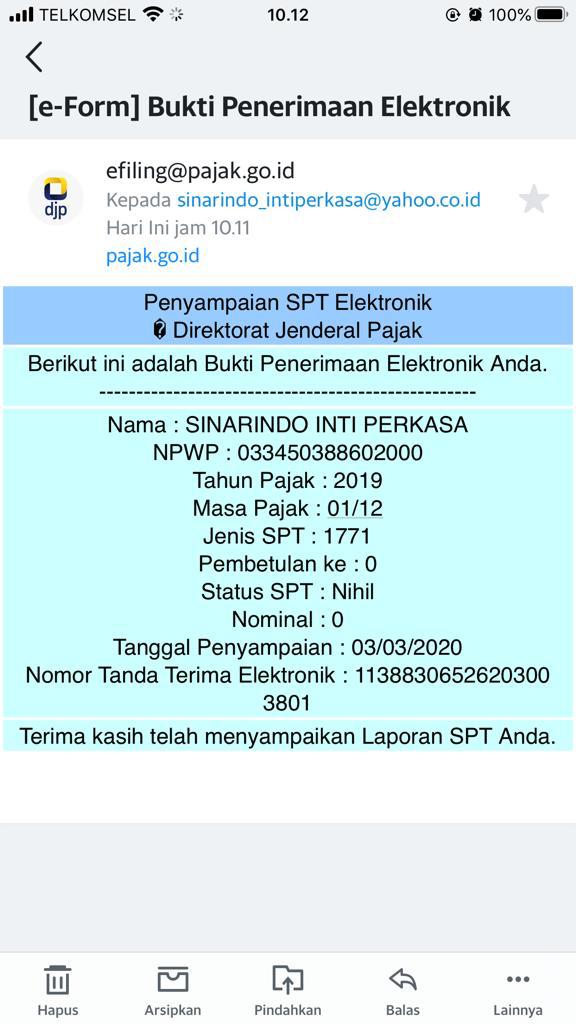 TELKOMSEL 10.12 100%
[e-Form] Bukti Penerimaan Elektronik
djp
efiling@pajak.go.id
Kepada sinarindo_intiperkasa@yahoo.co.id
Hari Ini jam 10.11
pajak.go.id
Penyampaian SPT Elektronik
� Direktorat Jenderal Pajak
Berikut ini adalah Bukti Penerimaan Elektronik Anda.
---------------------------------------------------
Nama : SINARINDO INTI PERKASA
NPWP : 033450388602000
Tahun Pajak : 2019
Masa Pajak : 01/12
Jenis SPT : 1771
Pembetulan ke : 0
Status SPT : Nihil
Nominal : 0
Tanggal Penyampaian : 03/03/2020
Nomor Tanda Terima Elektronik : 1138830652620300
3801
Terima kasih telah menyampaikan Laporan SPT Anda.
Hapus Arsipkan Pindahkan Balas Lainnya